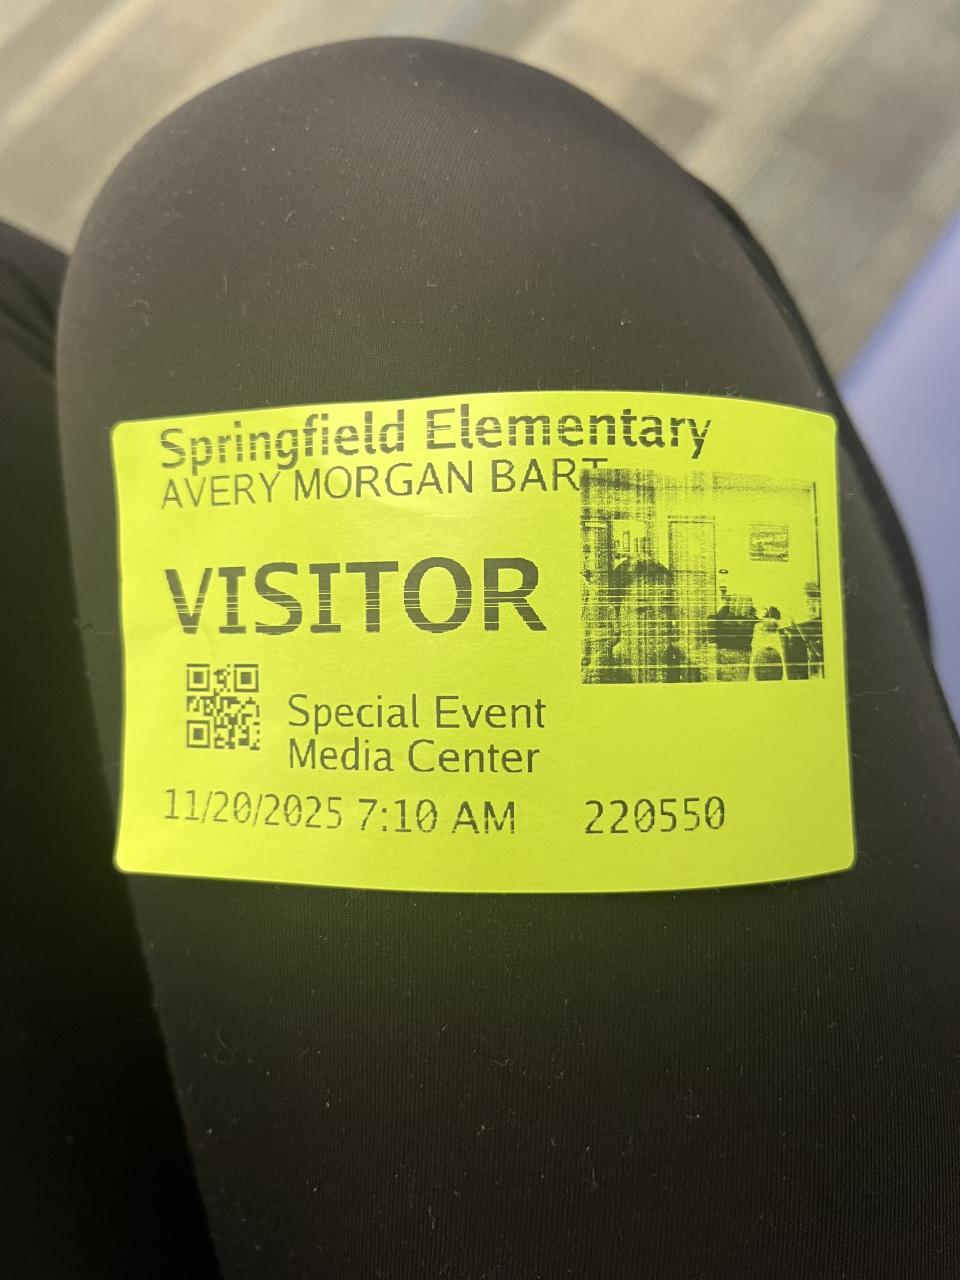 Springfield Elementary
AVERY MORGAN BART
VISITOR
Special Event
Media Center
11/20/2025 7:10 AM 220550